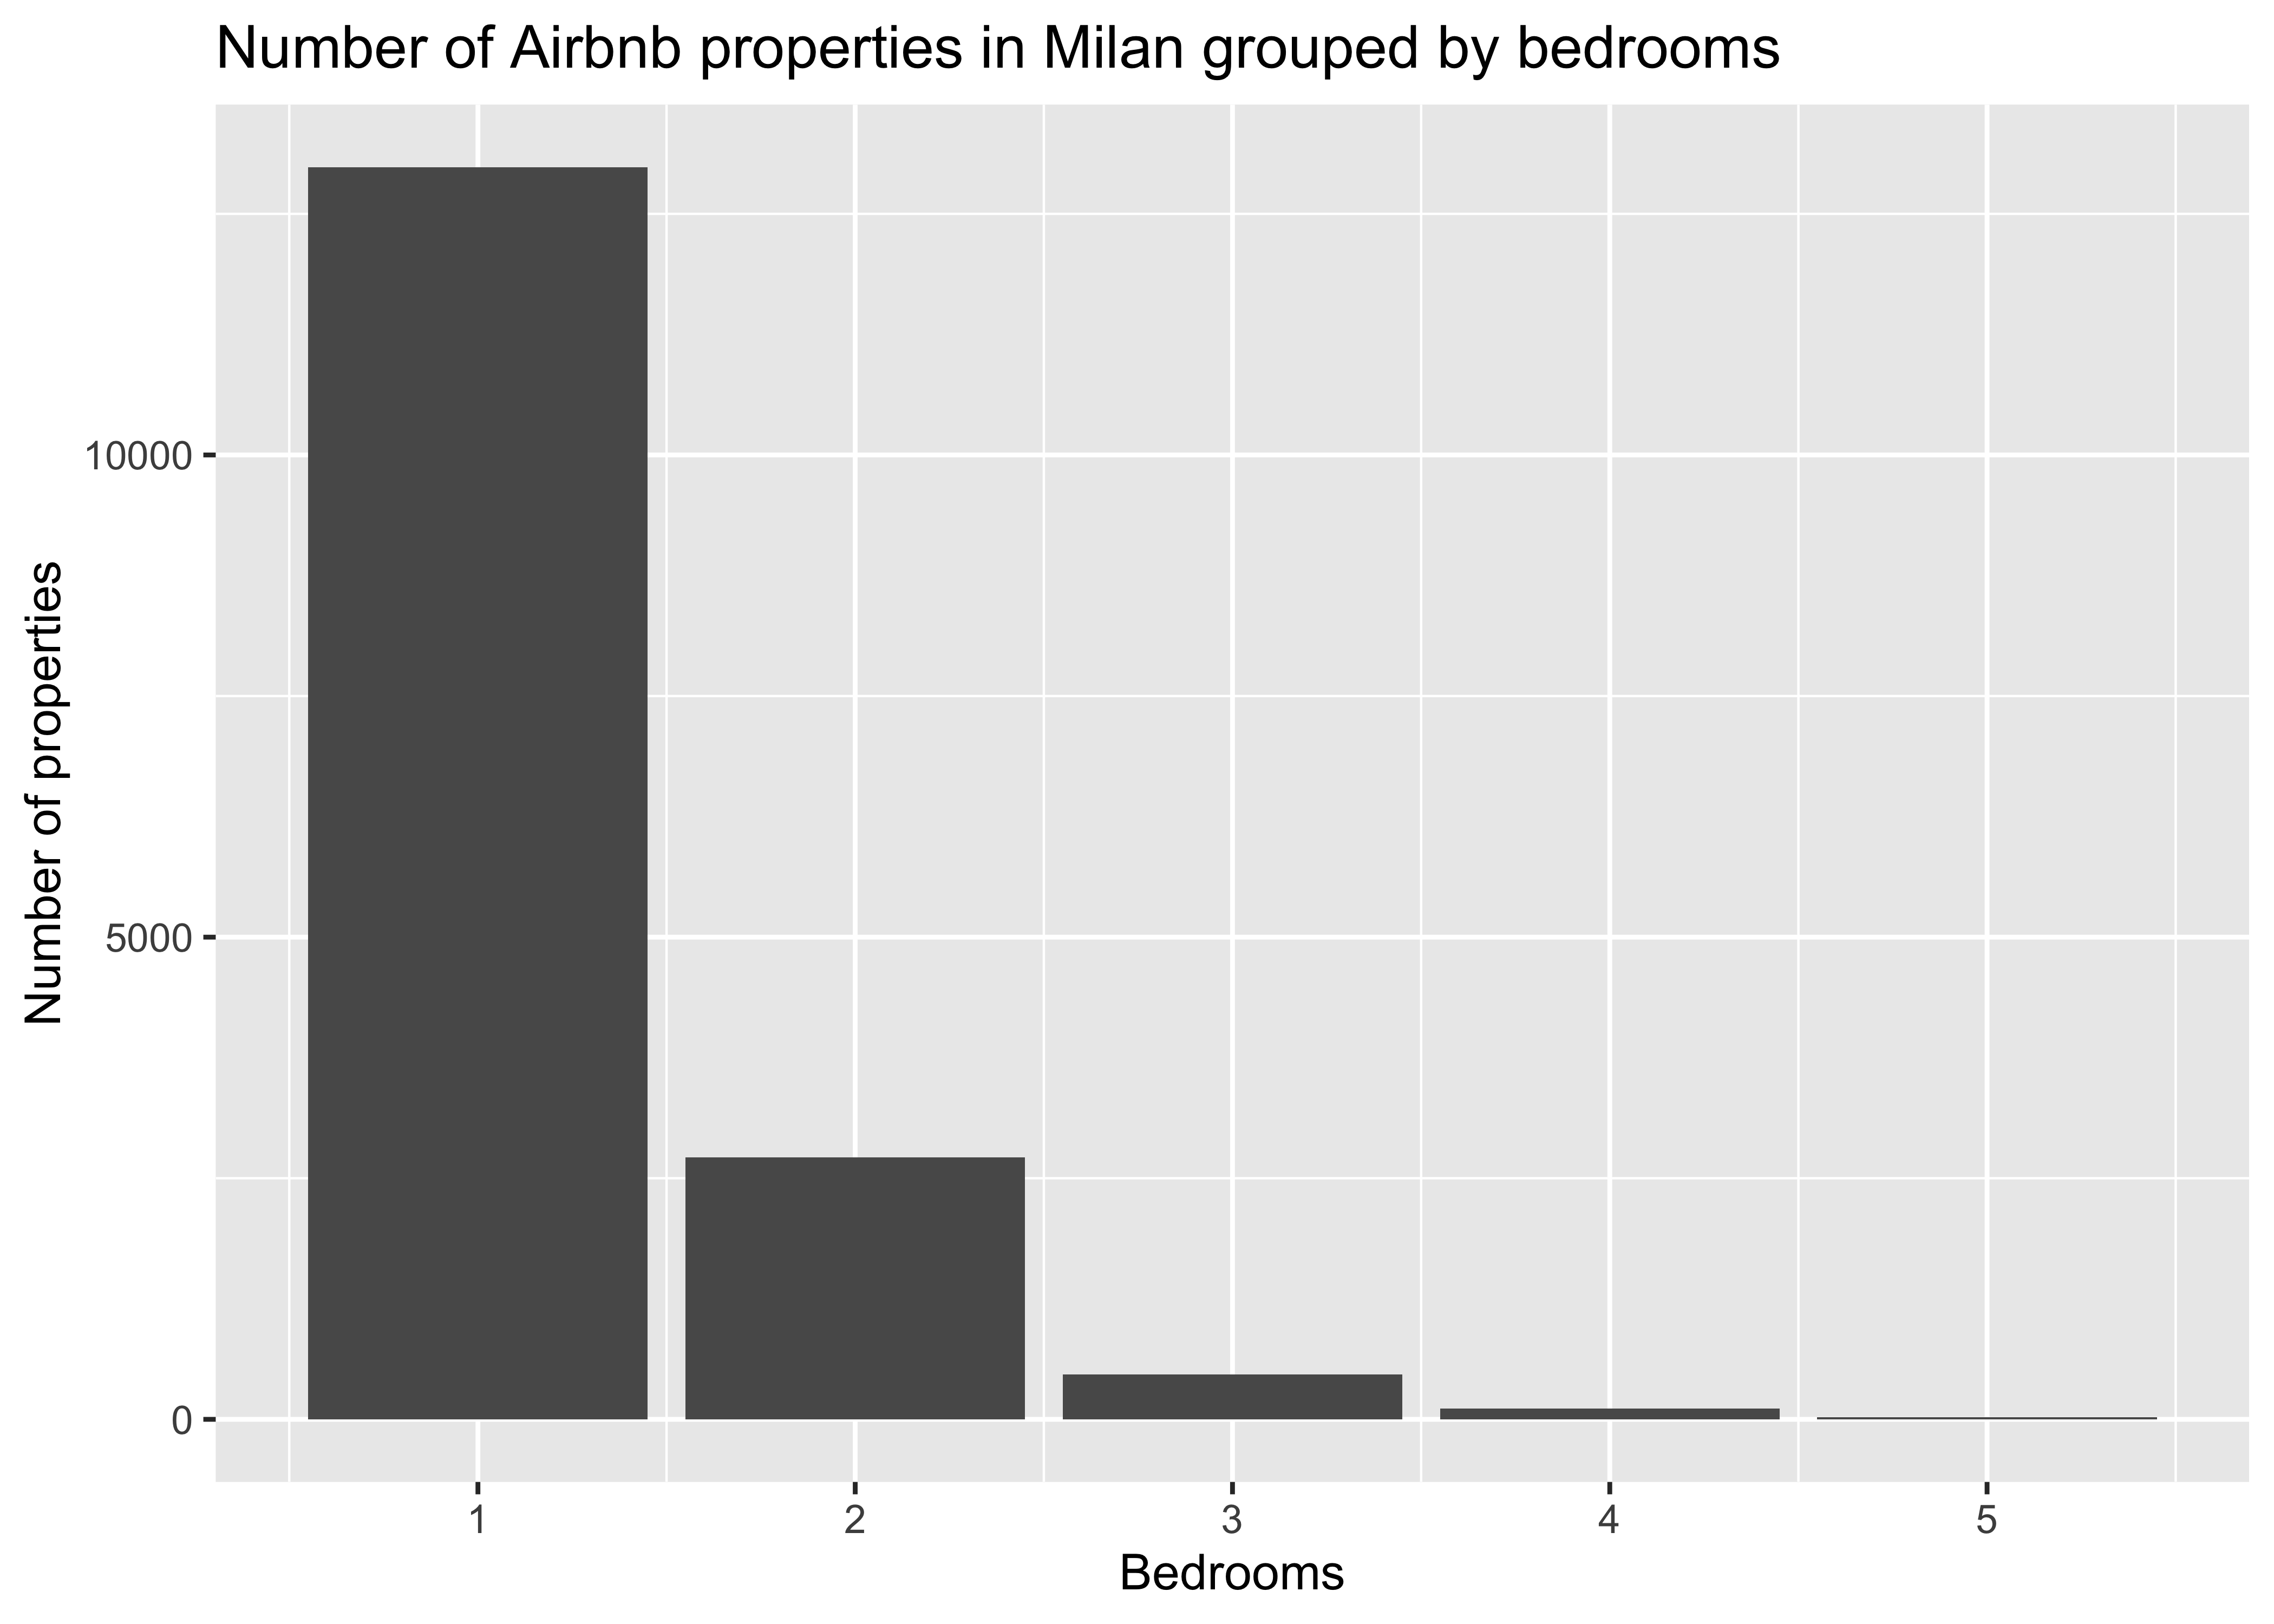 Number of Airbnb properties in Milan grouped by bedrooms
Number of properties
10000
5000
0
1 2 3 4 5
Bedrooms